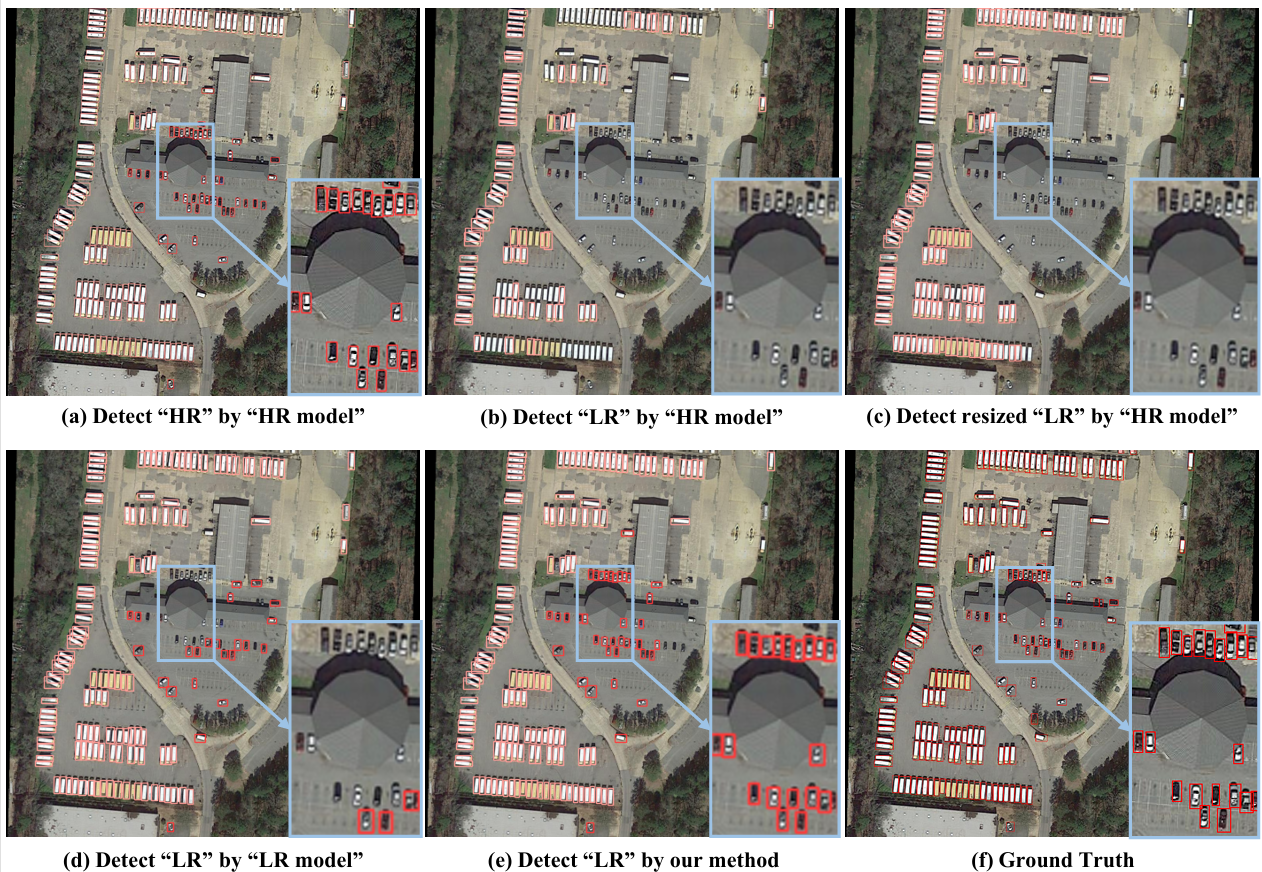 (a) Detect “HR” by “HR model”
(b) Detect “LR” by “HR model”
(c) Detect resized “LR” by “HR model”
(d) Detect “LR” by “LR model”
(e) Detect “LR” by our method
(f) Ground Truth